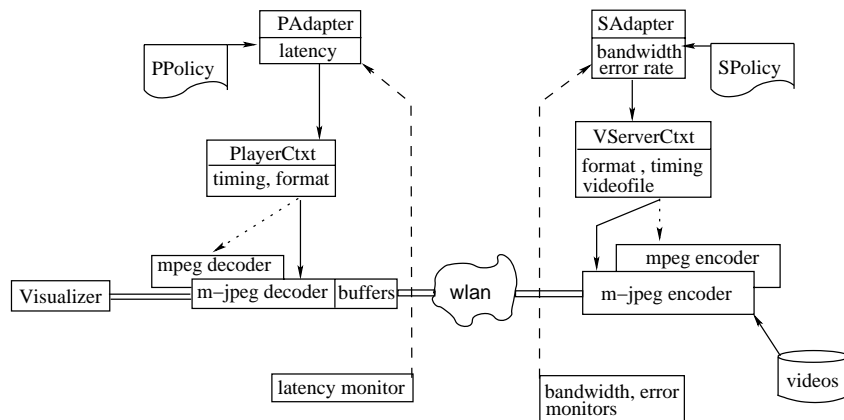 PAdapter
latency
PPolicy
SAdapter
bandwidth
error rate
SPolicy
PlayerCtxt
timing, format
VServerCtxt
format , timing
videofile
mpeg decoder
mpeg encoder
Visualizer
m-jpeg decoder
buffers
wlan
m-jpeg encoder
latency monitor
bandwidth, error
monitors
videos